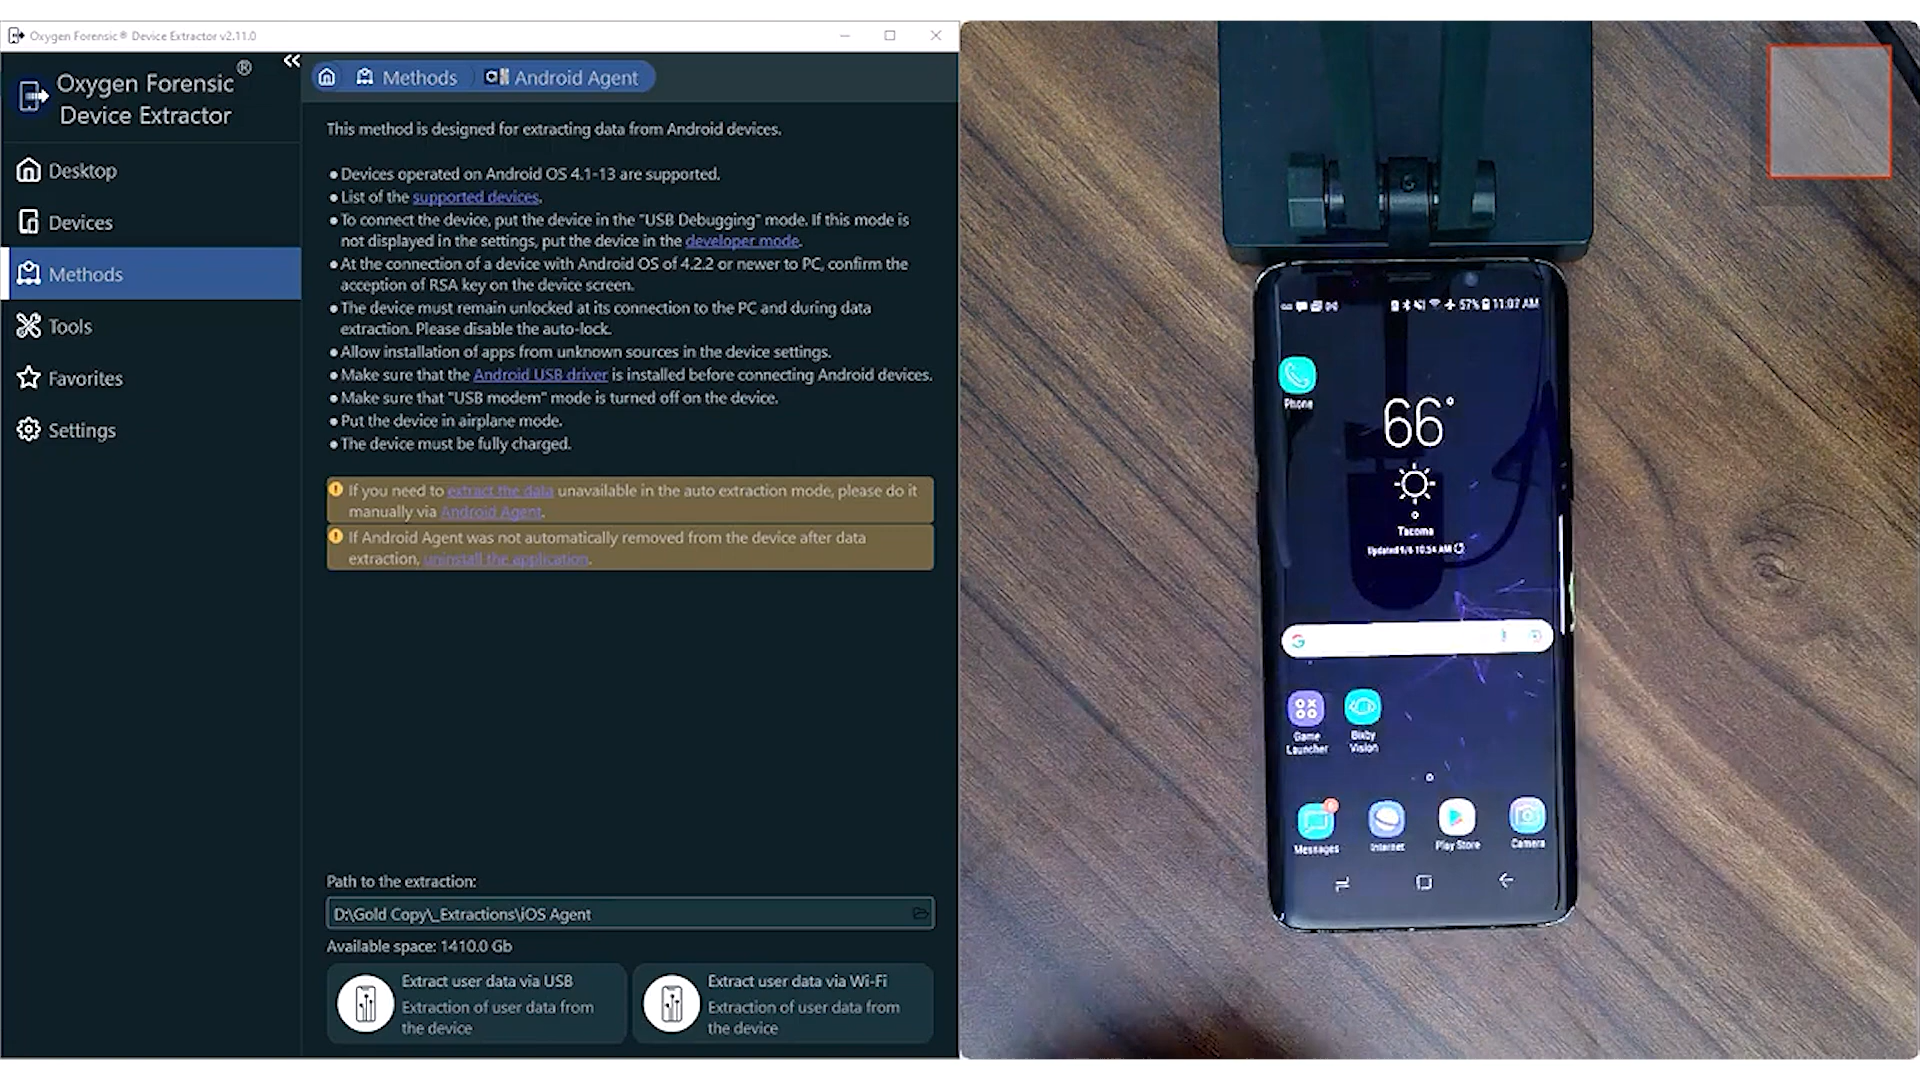 Oxygen Forensic® Device Extractor v2.11.0
Oxygen Forensic ®
Device Extractor
Desktop
Devices
Methods
Tools
Favorites
Settings
Methods
Android Agent
This method is designed for extracting data from Android devices.
● Devices operated on Android OS 4.1-13 are supported.
● List of the supported devices.
● To connect the device, put the device in the "USB Debugging" mode. If this mode is
not displayed in the settings, put the device in the developer mode.
● At the connection of a device with Android OS of 4.2.2 or newer to PC, confirm the
acception of RSA key on the device screen.
● The device must remain unlocked at its connection to the PC and during data
extraction. Please disable the auto-lock.
● Allow installation of apps from unknown sources in the device settings.
● Make sure that the Android USB driver is installed before connecting Android devices.
● Make sure that "USB modem" mode is turned off on the device.
● Put the device in airplane mode.
● The device must be fully charged.
If you need to extract the data unavailable in the auto extraction mode, please do it
manually via Android Agent.
If Android Agent was not automatically removed from the device after data
extraction, uninstall the application.
Path to the extraction:
D:\Gold Copy\_Extractions\iOS Agent
Available space: 1410.0 Gb
Extract user data via USB
Extraction of user data from
the device
Extract user data via Wi-Fi
Extraction of user data from
the device
57% 11:07 AM
Phone
66°
Tacoma
Updated 9/6 10:54 AM
Game
Launcher
Bixby
Vision
Messages
Internet
Play Store
Camera